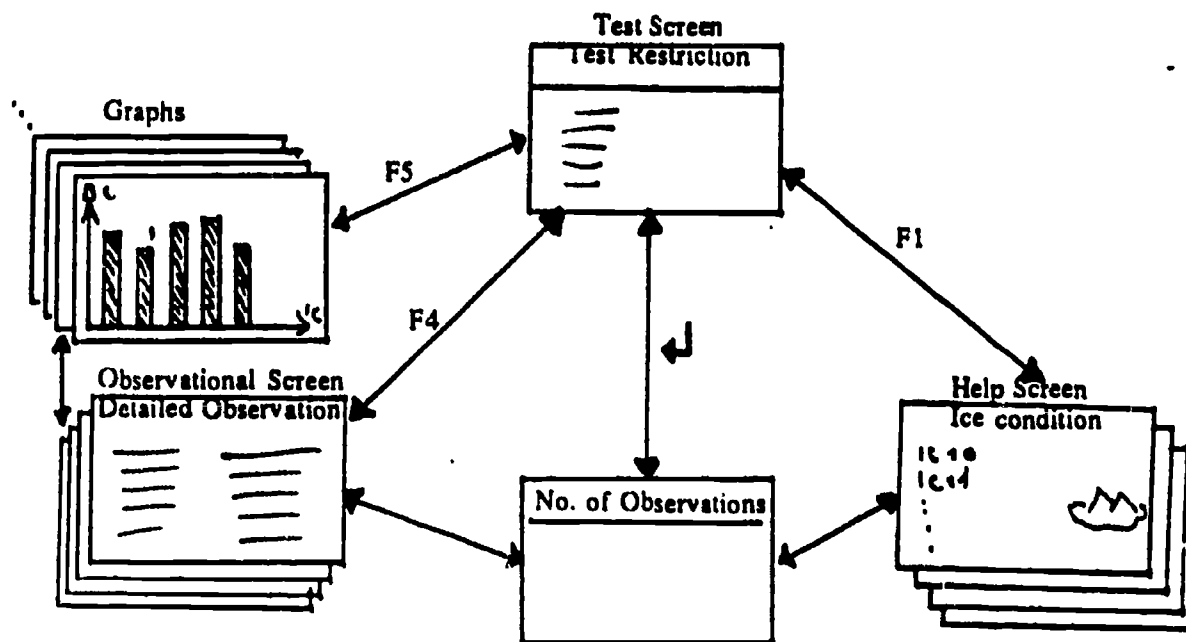 Test Screen
Test Restriction
Graphs
F5
F1
F4
Observational Screen
Detailed Observation
Help Screen
Ice condition
No. of Observations